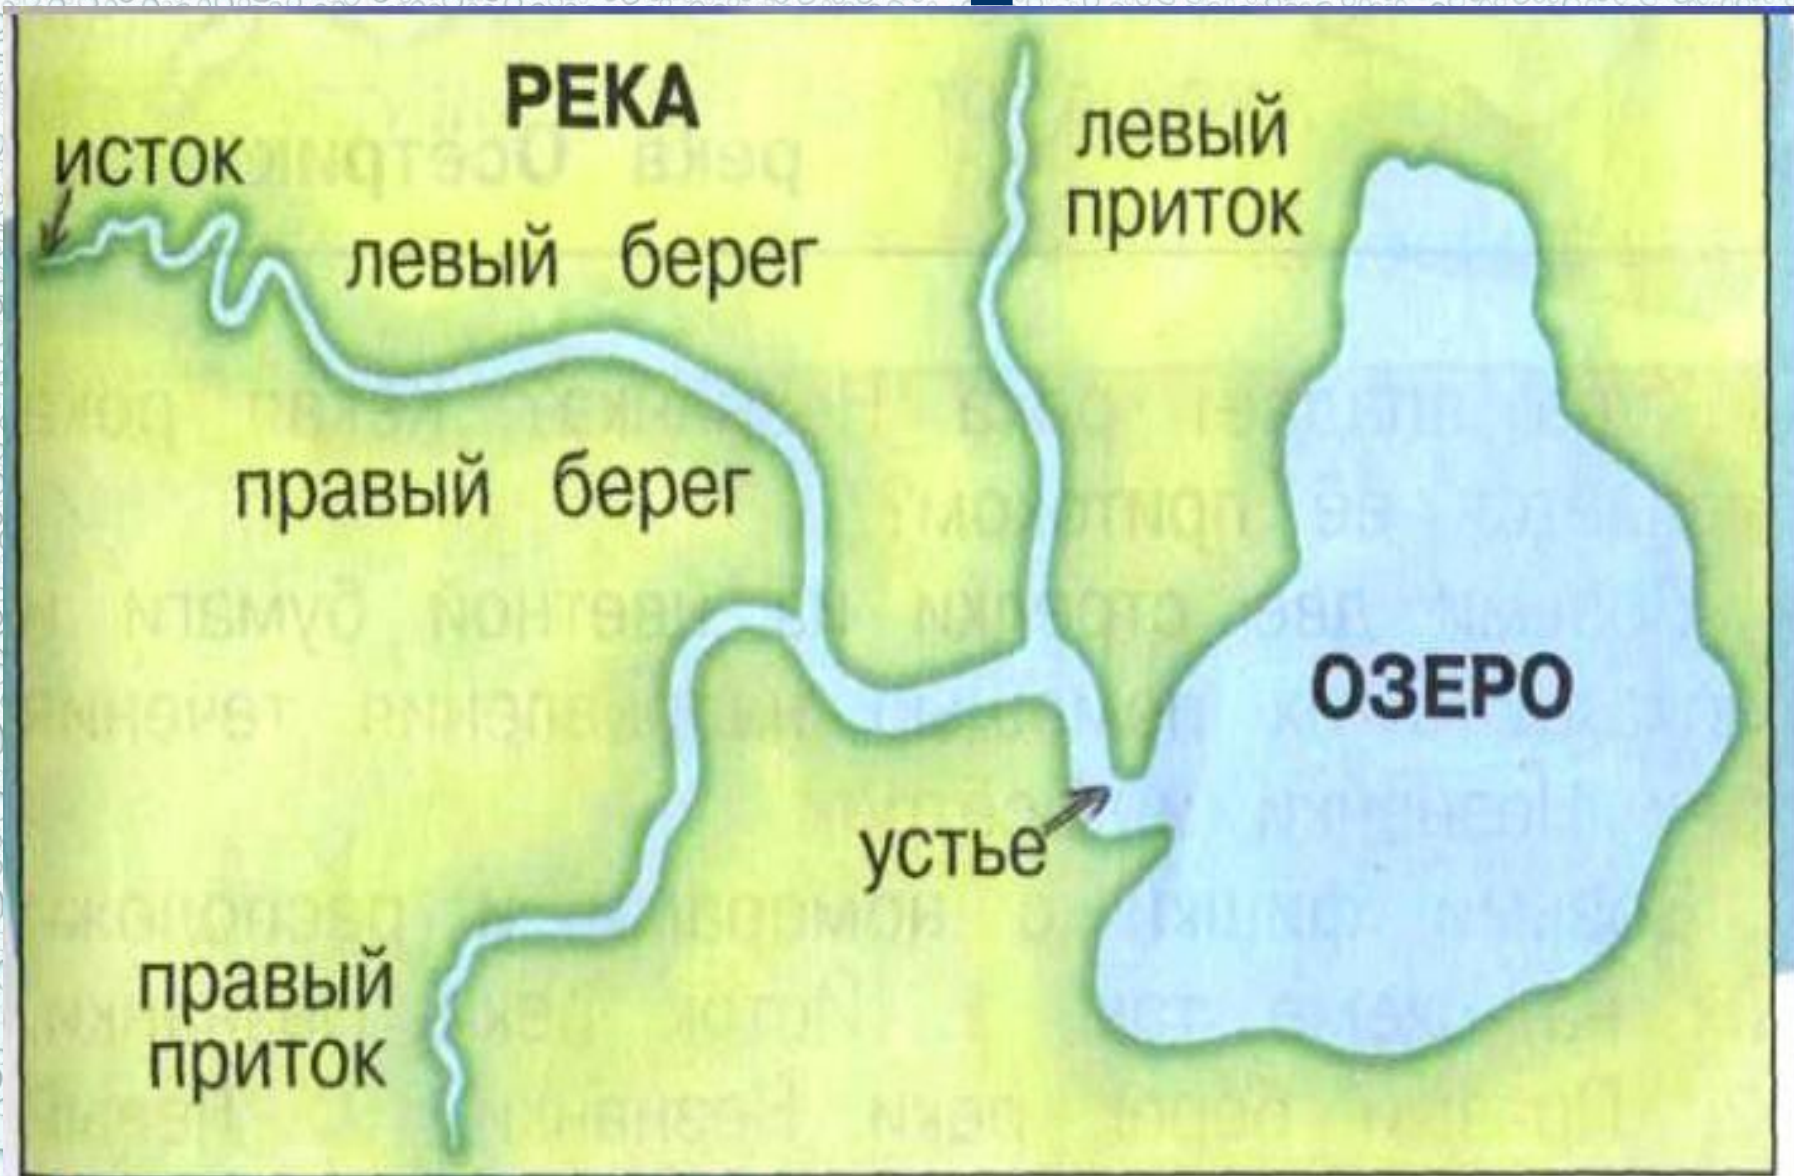 РЕКА
исток
левый
приток
левый берег
правый берег
ОЗЕРО
устье
правый
приток